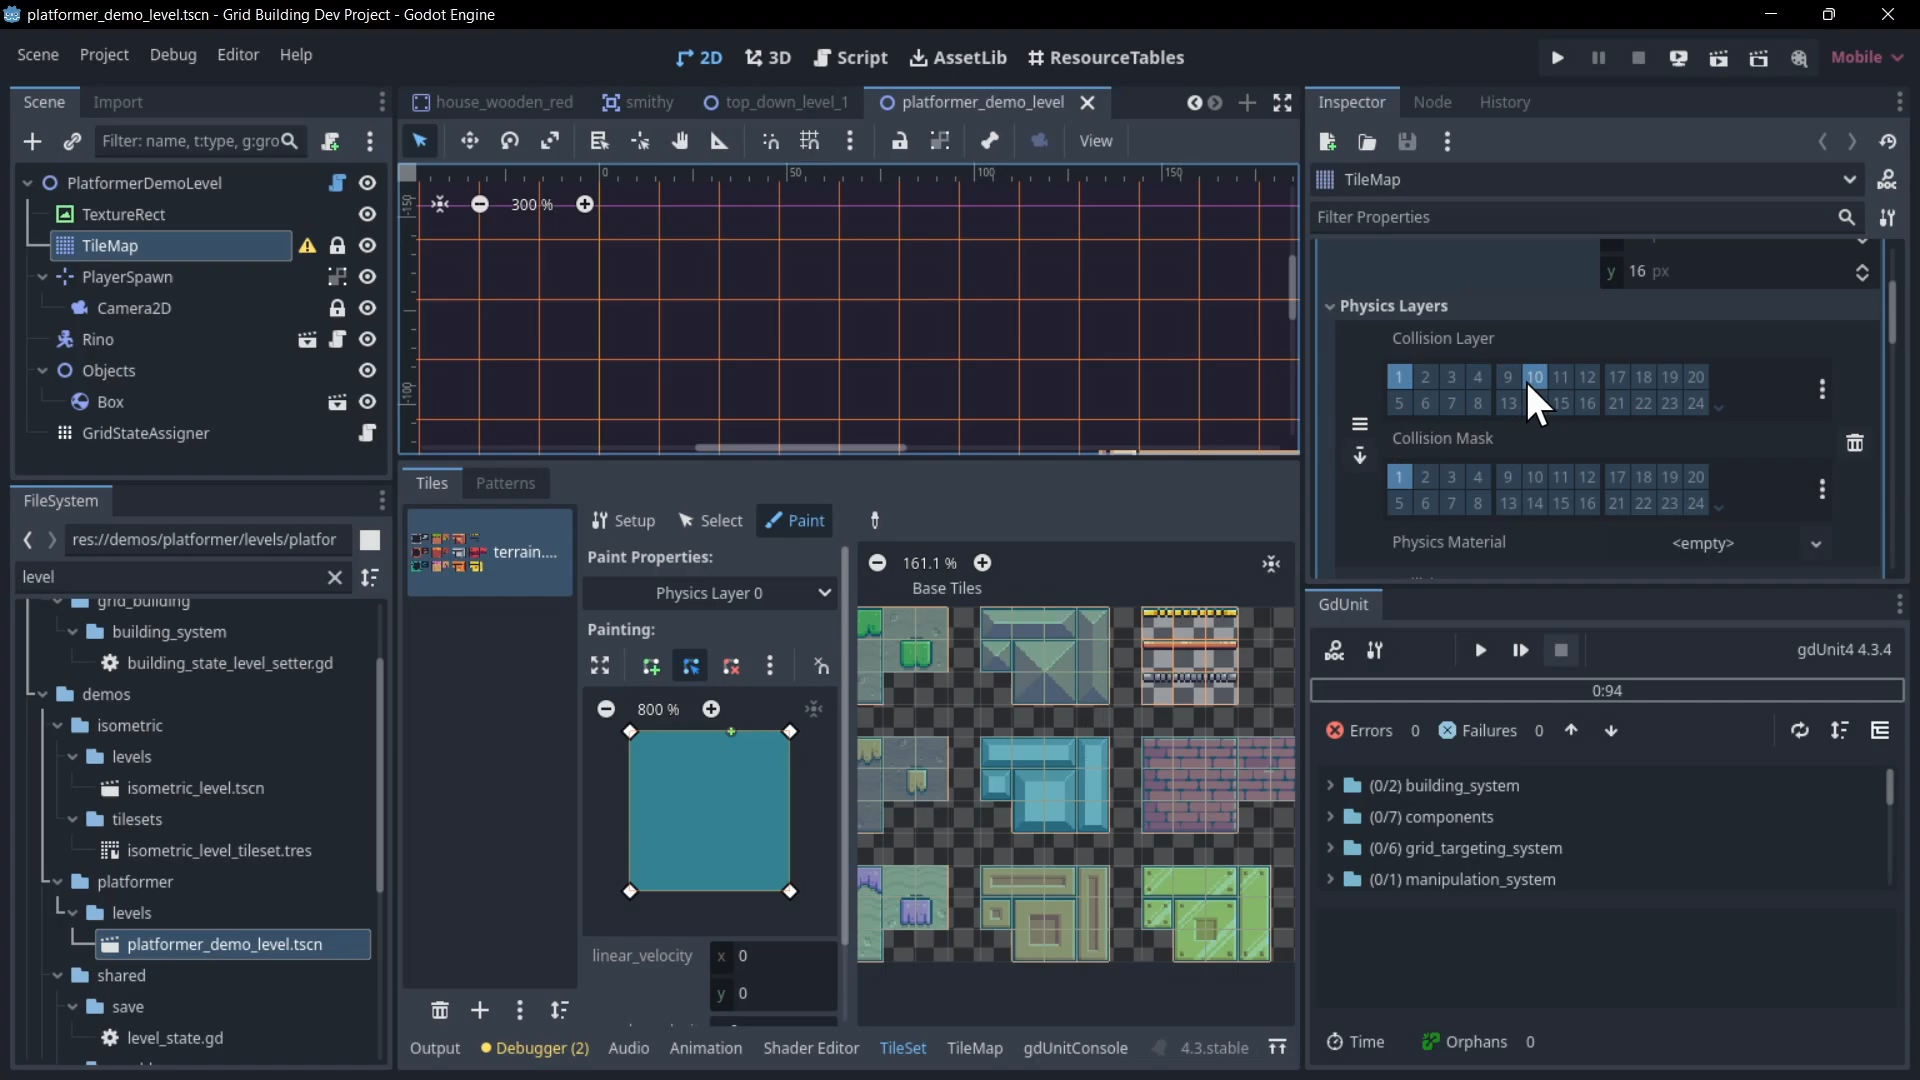 platformer_demo_level.tscn - Grid Building Dev Project - Godot Engine
Scene Project Debug Editor Help
2D 3D Script AssetLib ResourceTables
Mobile
Scene Import
Filter: name, t:type, g:gro
PlatformerDemoLevel
TextureRect
TileMap
PlayerSpawn
Camera2D
Rino
Objects
Box
GridStateAssigner
FileSystem
res://demos/platformer/levels/platfor
level
grid_building
building_system
building_state_level_setter.gd
demos
isometric
levels
isometric_level.tscn
tilesets
isometric_level_tileset.tres
platformer
levels
platformer_demo_level.tscn
shared
save
level_state.gd
house_wooden_red smithy top_down_level_1 platformer_demo_level
View
0 50 100 150
-150
-100
300 %
Tiles Patterns
terrain....
Setup Select Paint
Paint Properties:
Physics Layer 0
Painting:
800 %
linear_velocity x 0
y 0
161.1 %
Base Tiles
Output Debugger (2) Audio Animation Shader Editor TileSet TileMap gdUnitConsole 4.3.stable
Inspector Node History
TileMap
Filter Properties
y 16 px
Physics Layers
Collision Layer
1 2 3 4 9 10 11 12 17 18 19 20
5 6 7 8 13 15 16 21 22 23 24
Collision Mask
1 2 3 4 9 10 11 12 17 18 19 20
5 6 7 8 13 14 15 16 21 22 23 24
Physics Material <empty>
GdUnit
gdUnit4 4.3.4
0:94
Errors 0 Failures 0
(0/2) building_system
(0/7) components
(0/6) grid_targeting_system
(0/1) manipulation_system
Time Orphans 0